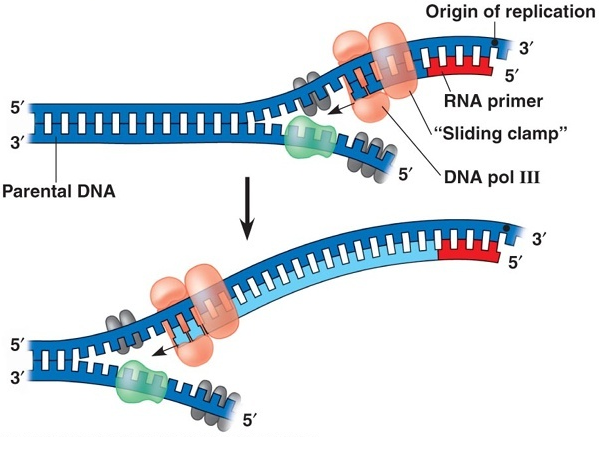 Origin of replication
3′
5′
RNA primer
5′
3′
"Sliding clamp"
5′
DNA pol III
Parental DNA
3′
5′
5′
3′
5′